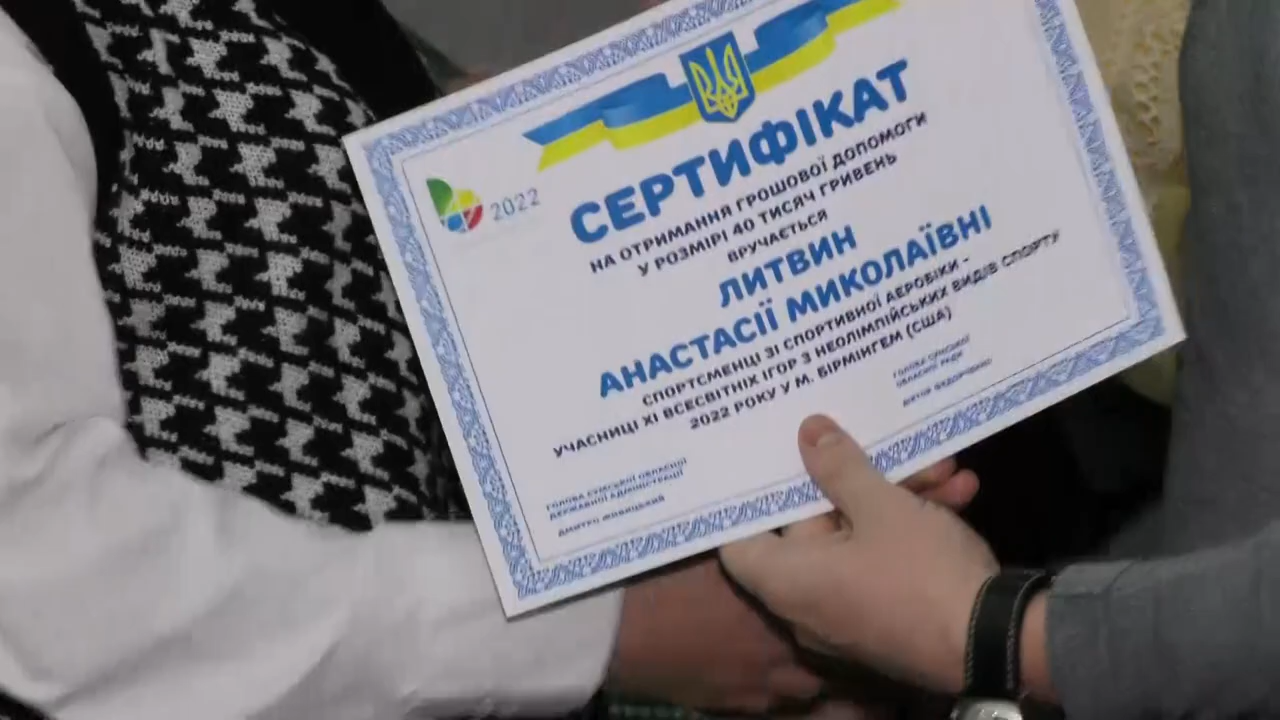 2022
СЕРТИФІКАТ
НА ОТРИМАННЯ ГРОШОВОЇ ДОПОМОГИ
У РОЗМІРІ 40 ТИСЯЧ ГРИВЕНЬ
ВРУЧАЄТЬСЯ
ЛИТВИН
АНАСТАСІЇ МИКОЛАЇВНІ
СПОРТСМЕНЦІ ЗІ СПОРТИВНОЇ АЕРОБІКИ -
УЧАСНИЦІ XI ВСЕСВІТНІХ ІГОР З НЕОЛІМПІЙСЬКИХ ВИДІВ СПОРТУ
2022 РОКУ У М. БІРМІНГЕМ (США)
ГОЛОВА СУМСЬКОЇ ОБЛАСНОЇ
ДЕРЖАВНОЇ АДМІНІСТРАЦІЇ
ДМИТРО ЖИВИЦЬКИЙ
ГОЛОВА СУМСЬКОЇ
ОБЛАСНОЇ РАДИ
ВІКТОР ФЕДОРЧЕНКО